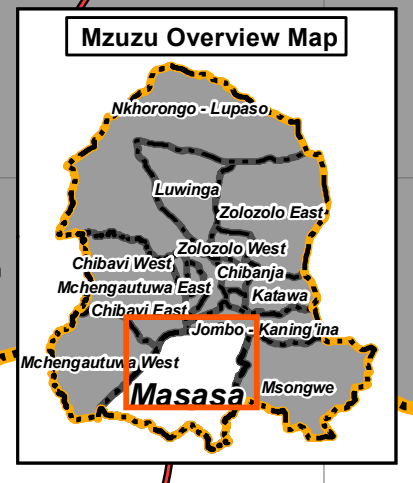 Mzuzu Overview Map
Nkhorongo - Lupaso
Luwinga
Zolozolo East
Zolozolo West
Chibavi West
Chibanja
Mchengautuwa East
Katawa
Chibavi East
Jombo - Kaning'ina
Mchengautuwa West
Masasa
Msongwe